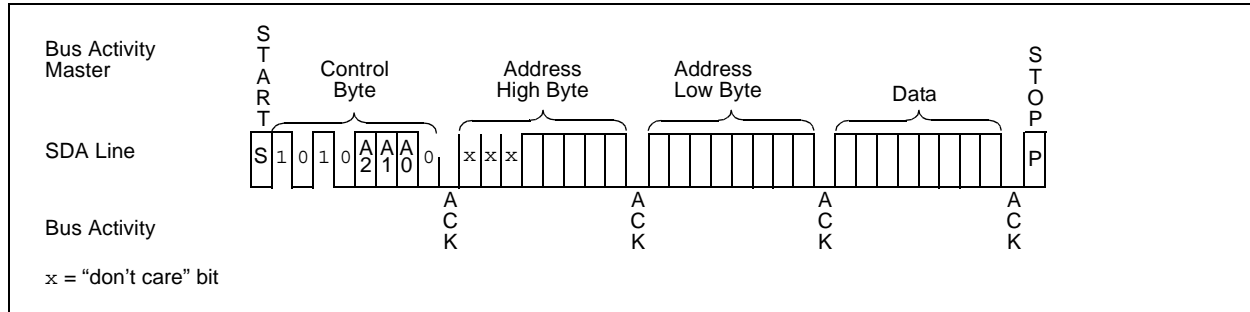 Bus Activity
Master
START
Control
Byte
Address
High Byte
Address
Low Byte
Data
STOP
SDA Line
S 1 0 1 0 A2 A1 A0 0 x x x P
ACK ACK ACK ACK
Bus Activity
x = “don’t care” bit